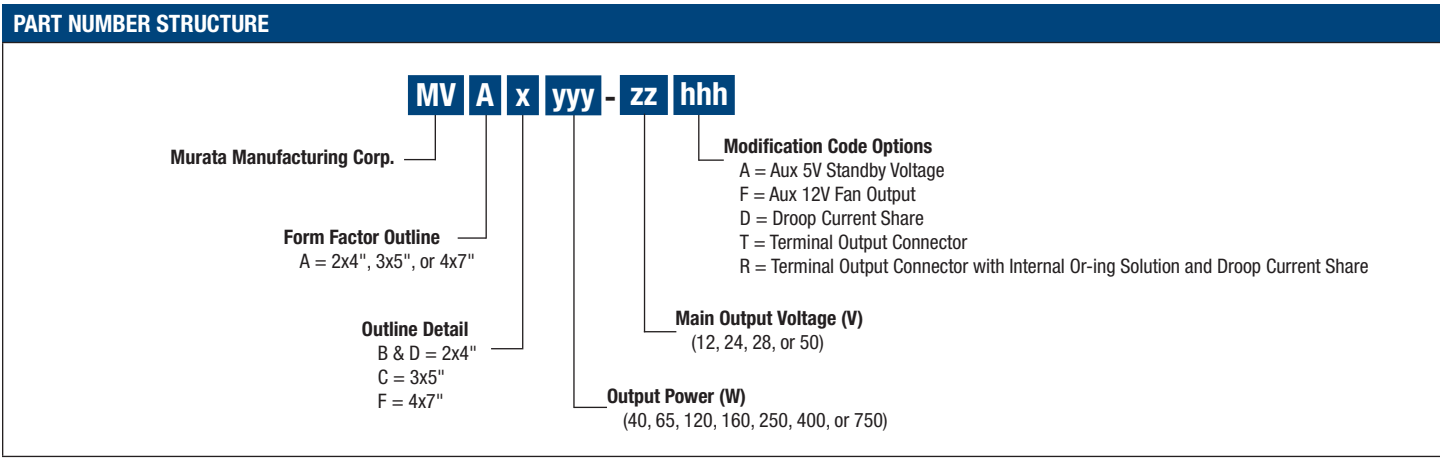 PART NUMBER STRUCTURE
MV A x yyy - zz hhh
Murata Manufacturing Corp.
Form Factor Outline
A = 2x4", 3x5", or 4x7"
Outline Detail
B & D = 2x4"
C = 3x5"
F = 4x7"
Modification Code Options
A = Aux 5V Standby Voltage
F = Aux 12V Fan Output
D = Droop Current Share
T = Terminal Output Connector
R = Terminal Output Connector with Internal Or-ing Solution and Droop Current Share
Main Output Voltage (V)
(12, 24, 28, or 50)
Output Power (W)
(40, 65, 120, 160, 250, 400, or 750)